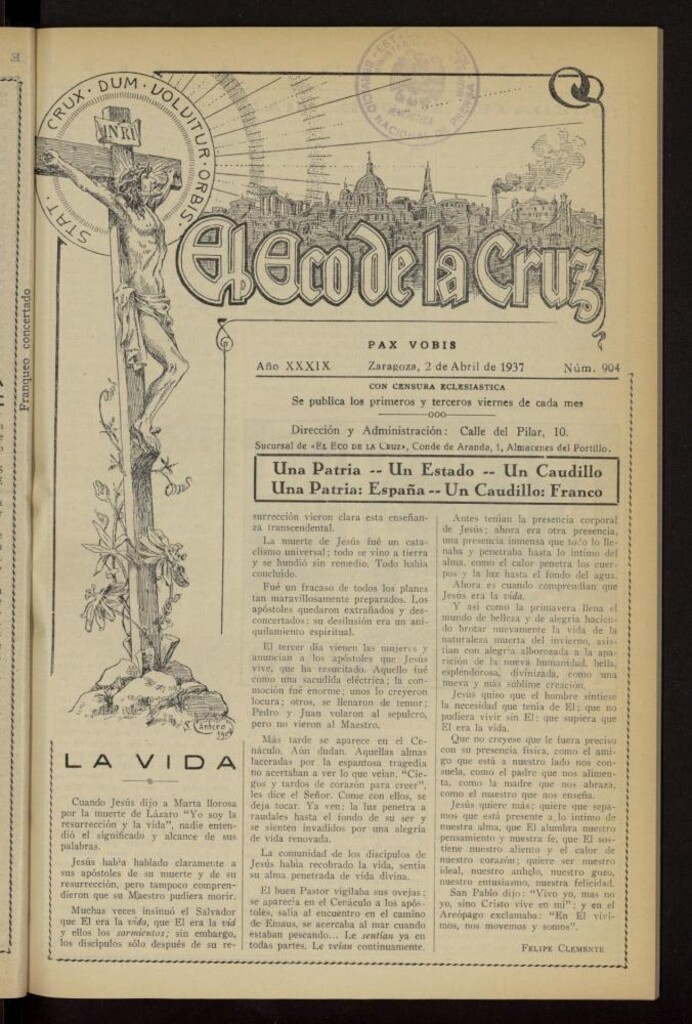 STAT · CRUX · DUM · VOLVITUR · ORBIS ·
INRI
El Eco de la Cruz
PAX VOBIS
Año XXXIX Zaragoza, 2 de Abril de 1937 Núm. 904
CON CENSURA ECLESIASTICA
Se publica los primeros y terceros viernes de cada mes
Dirección y Administración: Calle del Pilar, 10.
Sucursal de «EL ECO DE LA CRUZ», Conde de Aranda, 1, Almacenes del Portillo.
Una Patria -- Un Estado -- Un Caudillo
Una Patria: España -- Un Caudillo: Franco
Franqueo concertado
LA VIDA
Cuando Jesús dijo a Marta llorosa
por la muerte de Lázaro "Yo soy la
resurrección y la vida", nadie enten-
dió el significado y alcance de sus
palabras.
Jesús había hablado claramente a
sus apóstoles de su muerte y de su
resurrección, pero tampoco compren-
dieron que su Maestro pudiera morir.
Muchas veces insinuó el Salvador
que El era la vida, que El era la vid
y ellos los sarmientos; sin embargo,
los discípulos sólo después de su re-
surrección vieron clara esta enseñan-
za transcendental.
La muerte de Jesús fué un cata-
clismo universal; todo se vino a tierra
y se hundió sin remedio. Todo había
concluído.
Fué un fracaso de todos los planes
tan maravillosamente preparados. Los
apóstoles quedaron extrañados y des-
concertados: su desilusión era un ani-
quilamiento espiritual.
El tercer día vienen las mujeres y
anuncian a los apóstoles que Jesús
vive, que ha resucitado. Aquello fué
como una sacudida eléctrica; la con-
moción fué enorme; unos lo creyeron
locura; otros, se llenaron de temor;
Pedro y Juan volaron al sepulcro,
pero no vieron al Maestro.
Más tarde se aparece en el Ce-
náculo. Aún dudan. Aquellas almas
laceradas por la espantosa tragedia
no acertaban a ver lo que veían. "Cie-
gos y tardos de corazón para creer",
les dice el Señor. Come con ellos, se
deja tocar. Ya ven; la luz penetra a
raudales hasta el fondo de su ser y
se sienten invadidos por una alegría
de vida renovada.
La comunidad de los discípulos de
Jesús había recobrado la vida, sentía
su alma penetrada de vida divina.
El buen Pastor vigilaba sus ovejas;
se aparecía en el Cenáculo a los após-
toles, salía al encuentro en el camino
de Emaus, se acercaba al mar cuando
estaban pescando... Le sentían ya en
todas partes. Le veían continuamente.
Antes tenían la presencia corporal
de Jesús; ahora era otra presencia,
una presencia inmensa que todo lo lle-
naba y penetraba hasta lo íntimo del
alma, como el calor penetra los cuer-
pos y la luz hasta el fondo del agua.
Ahora es cuando comprendían que
Jesús era la vida.
Y así como la primavera llena el
mundo de belleza y de alegría hacien-
do brotar nuevamente la vida de la
naturaleza muerta del invierno, asis-
tían con alegría alborozada a la apa-
rición de la nueva humanidad, bella,
esplendorosa, divinizada, como una
nueva y más sublime creación.
Jesús quiso que el hombre sintiese
la necesidad que tenía de El; que no
pudiera vivir sin El; que supiera que
El era la vida.
Que no creyese que le fuera preciso
con su presencia física, como el ami-
go que está a nuestro lado nos con-
suela, como el padre que nos alimen-
ta, como la madre que nos abraza,
como el maestro que nos enseña.
Jesús quiere más; quiere que sepa-
mos que está presente a lo íntimo de
nuestra alma, que El alumbra nuestro
pensamiento y nuestra fe, que El sos-
tiene nuestro aliento y el calor de
nuestro corazón; quiere ser nuestro
ideal, nuestro anhelo, nuestro gozo,
nuestro entusiasmo, nuestra felicidad.
San Pablo dijo: "Vivo yo, mas no
yo, sino Cristo vive en mí"; y en el
Areópago exclamaba: "En El vivi-
mos, nos movemos y somos".
FELIPE CLEMENTE